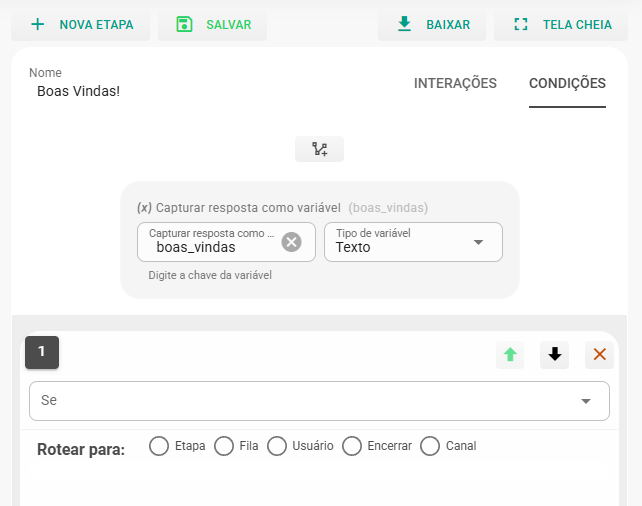 NOVA ETAPA
SALVAR
BAIXAR
TELA CHEIA
Nome
Boas Vindas!
INTERAÇÕES
CONDIÇÕES
(x) Capturar resposta como variável (boas_vindas)
Capturar resposta como ...
boas_vindas
Tipo de variável
Texto
Digite a chave da variável
1
Se
Rotear para:
Etapa
Fila
Usuário
Encerrar
Canal